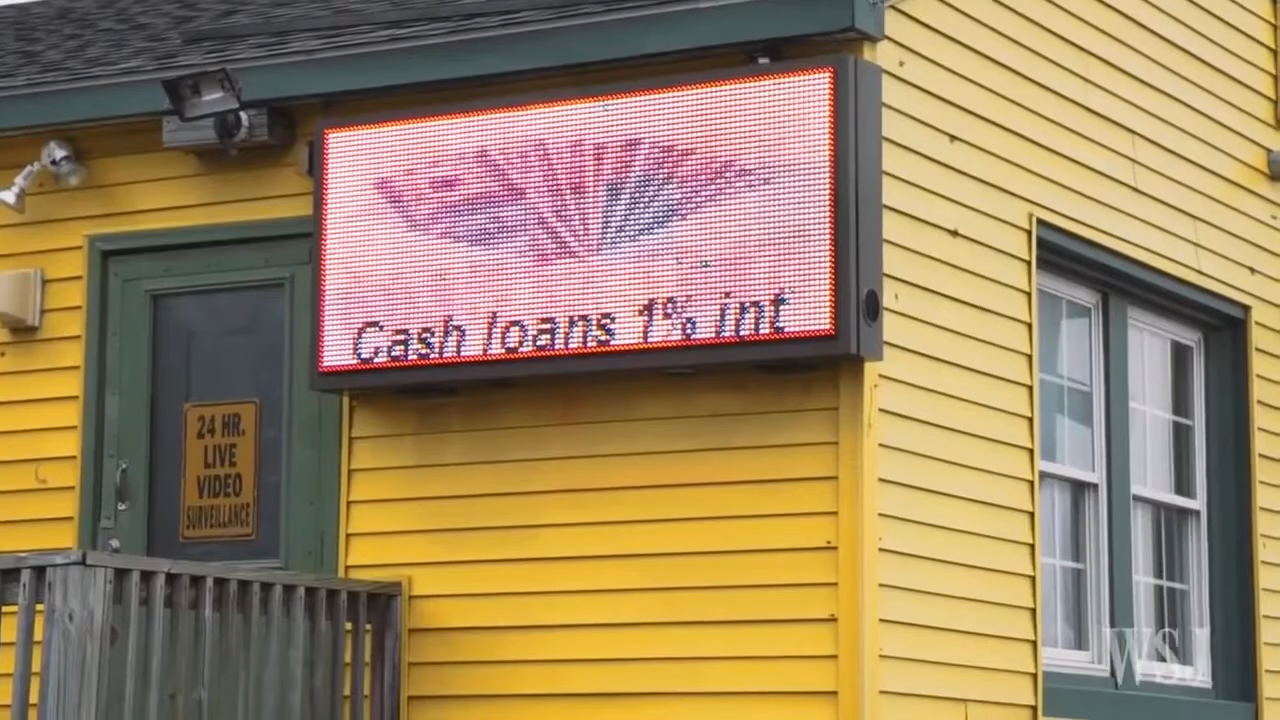 Cash loans 1% int
24 HR.
LIVE
VIDEO
SURVEILLANCE
WSJ